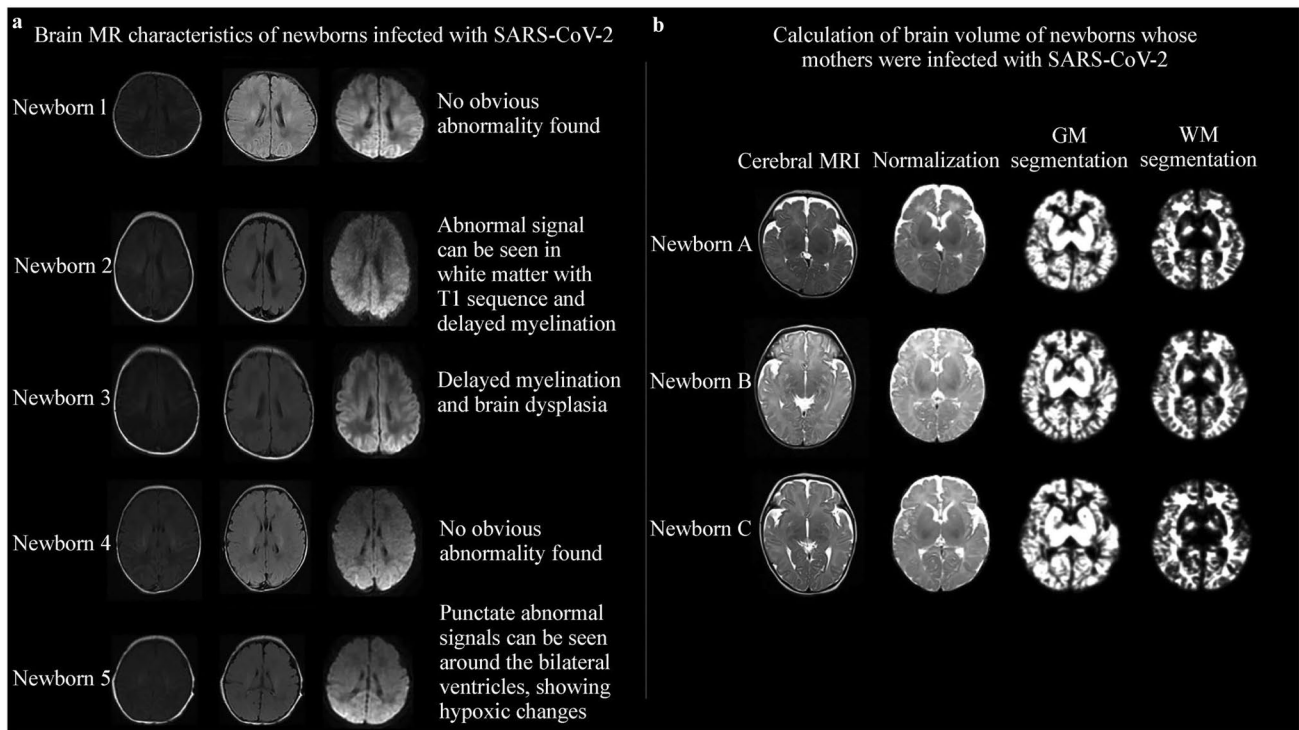 a
Brain MR characteristics of newborns infected with SARS-CoV-2
Newborn 1
No obvious
abnormality found
Newborn 2
Abnormal signal
can be seen in
white matter with
T1 sequence and
delayed myelination
Newborn 3
Delayed myelination
and brain dysplasia
Newborn 4
No obvious
abnormality found
Newborn 5
Punctate abnormal
signals can be seen
around the bilateral
ventricles, showing
hypoxic changes
b
Calculation of brain volume of newborns whose
mothers were infected with SARS-CoV-2
Cerebral MRI
Normalization
GM
segmentation
WM
segmentation
Newborn A
Newborn B
Newborn C